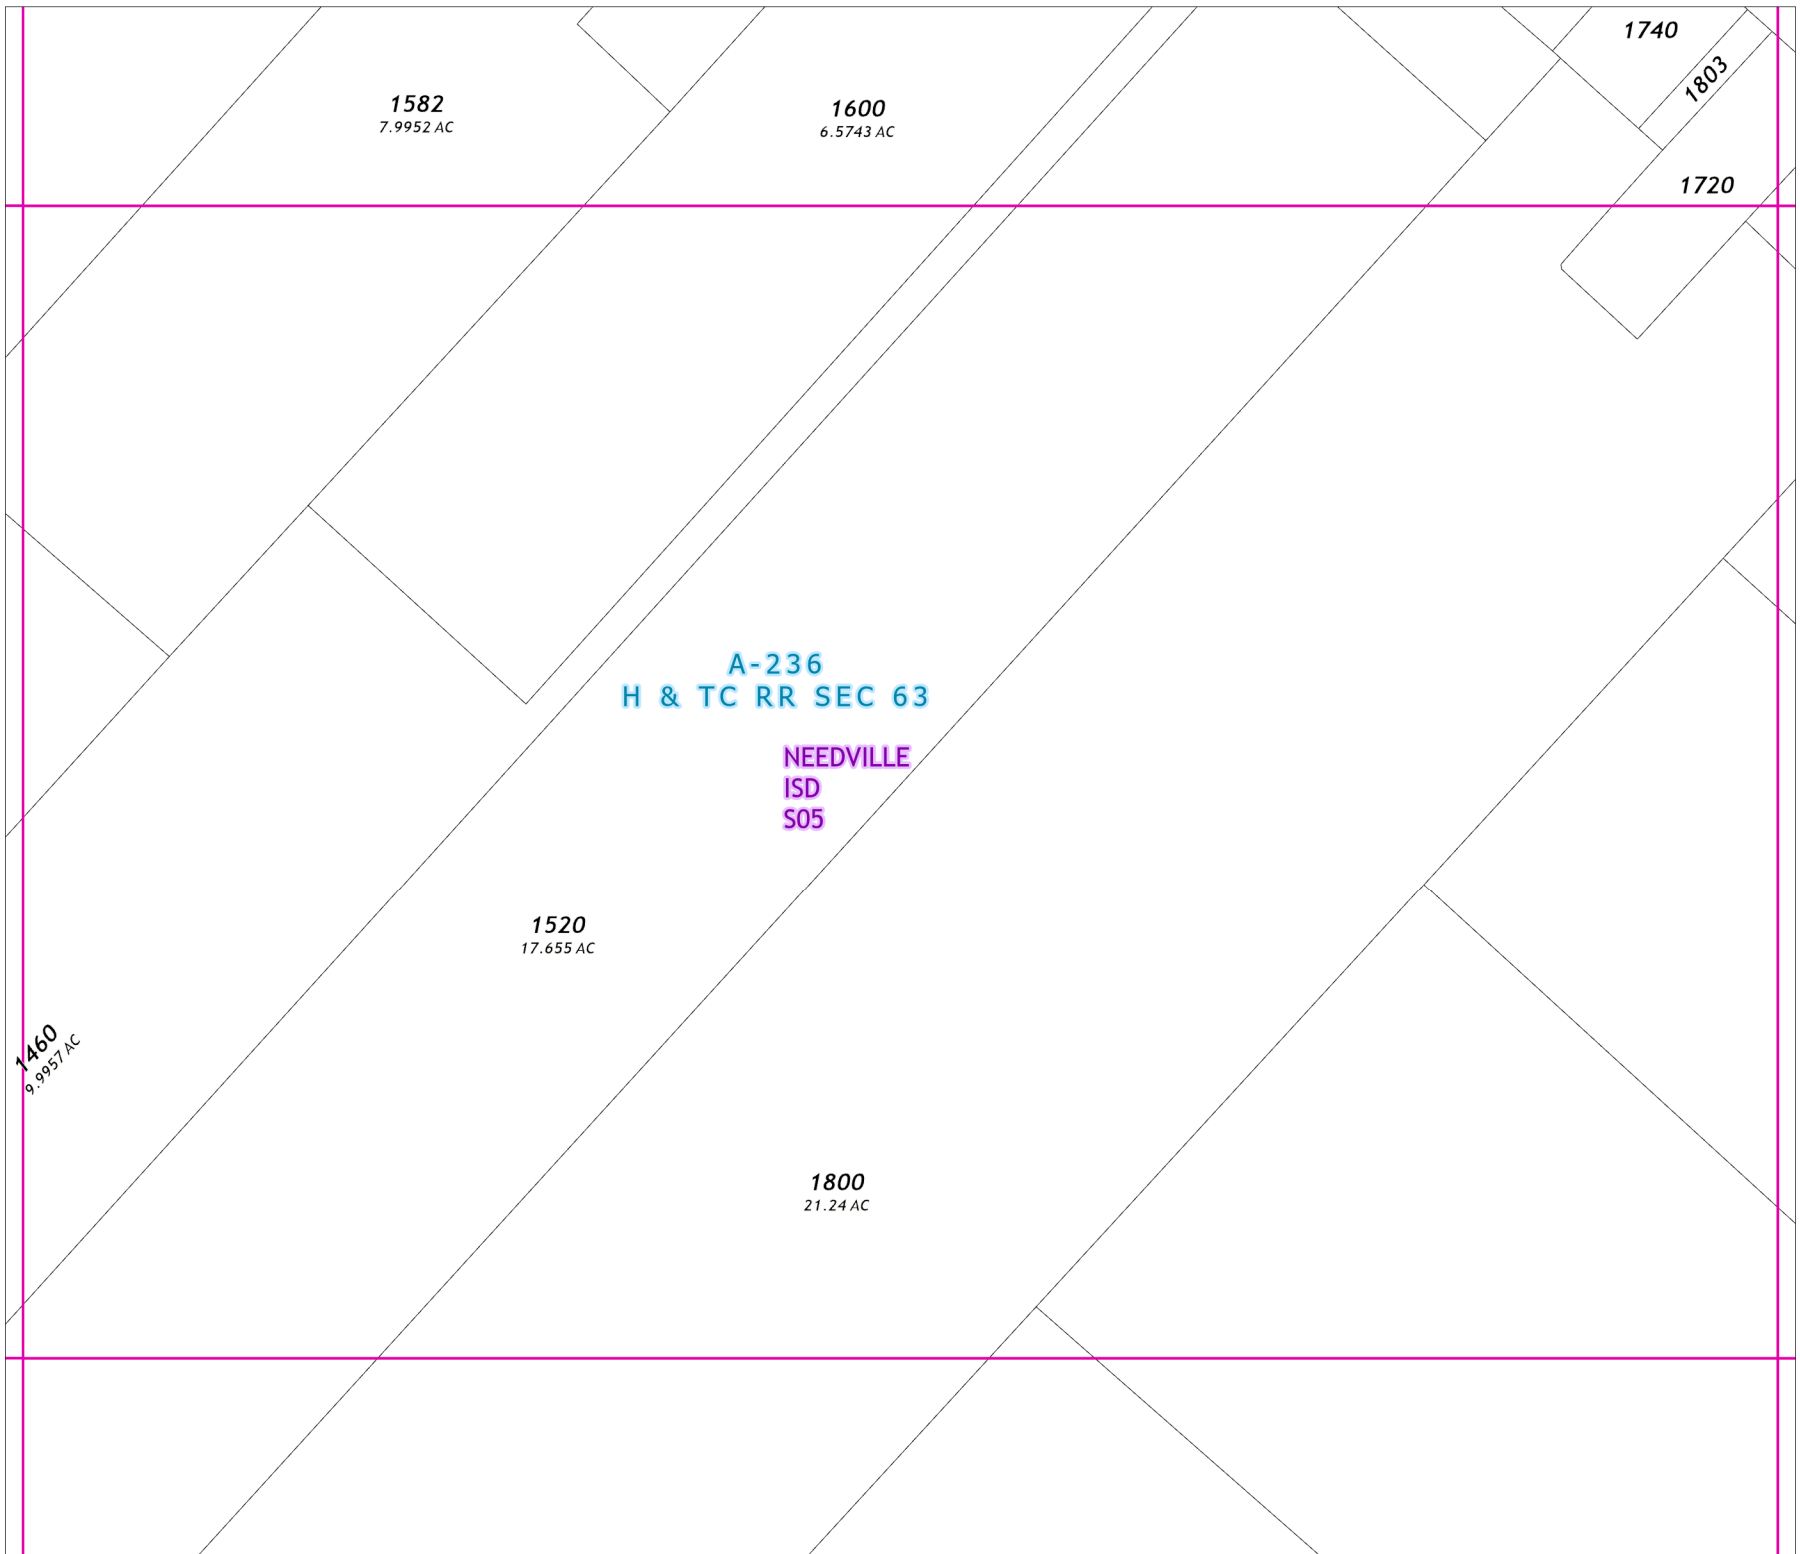 1740
1803
1582
7.9952 AC
1600
6.5743 AC
1720
A-236
H & TC RR SEC 63
NEEDVILLE
ISD
S05
1520
17.655 AC
1460
9.9957 AC
1800
21.24 AC